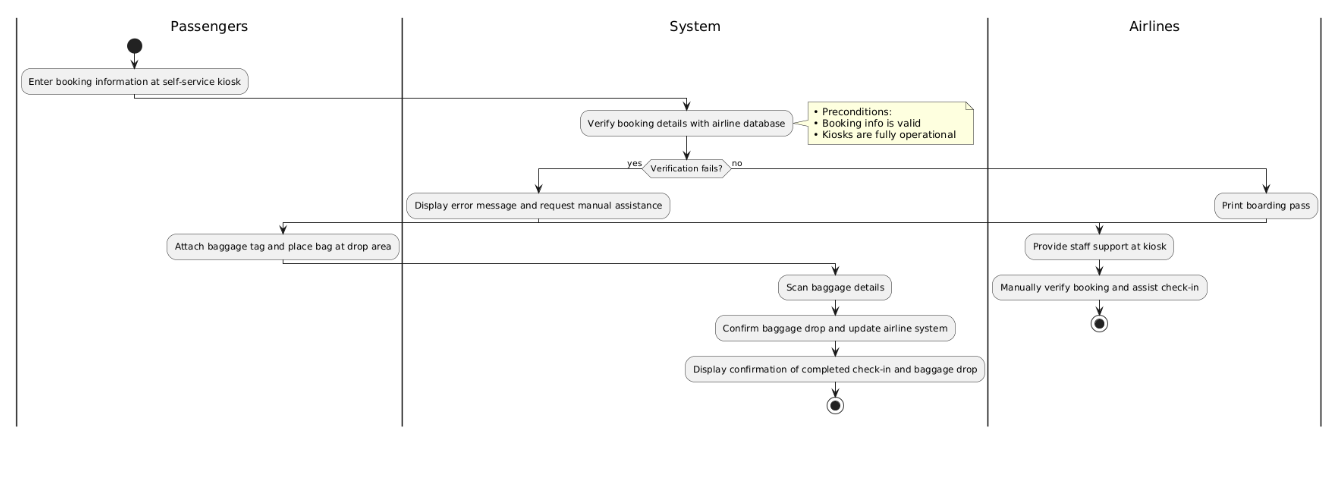 Passengers
System
Airlines
Enter booking information at self-service kiosk
Verify booking details with airline database
• Preconditions:
• Booking info is valid
• Kiosks are fully operational
yes
Verification fails?
no
Display error message and request manual assistance
Print boarding pass
Attach baggage tag and place bag at drop area
Provide staff support at kiosk
Scan baggage details
Manually verify booking and assist check-in
Confirm baggage drop and update airline system
Display confirmation of completed check-in and baggage drop